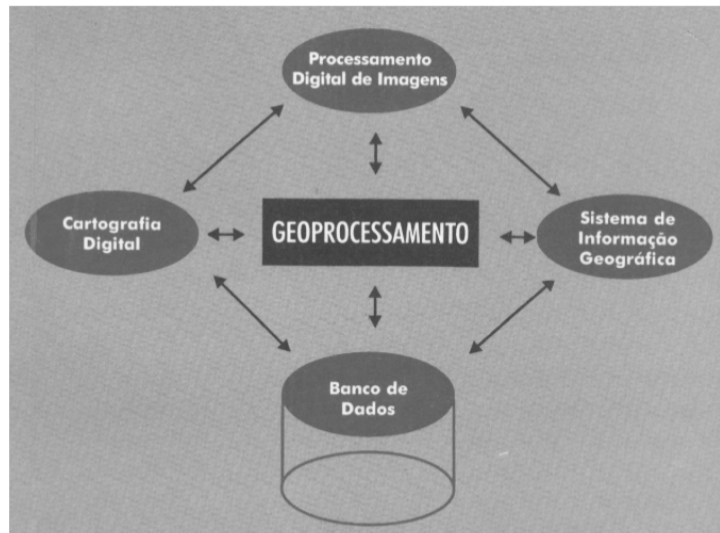 Processamento
Digital de Imagens
Cartografia
Digital
GEOPROCESSAMENTO
Sistema de
Informação
Geográfica
Banco de
Dados